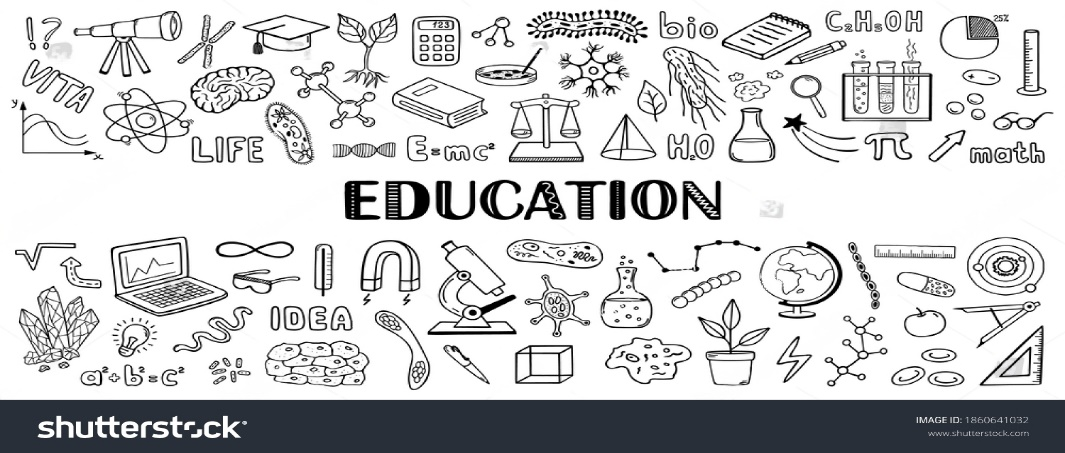 !?
123
bio
C₂H₅OH
25%
VITA
y
x
LIFE
E=mc²
H₂O
π
math
EDUCATION
√
IDEA
a²+b²=c²
shutterstock
IMAGE ID: 1860641032
www.shutterstock.com